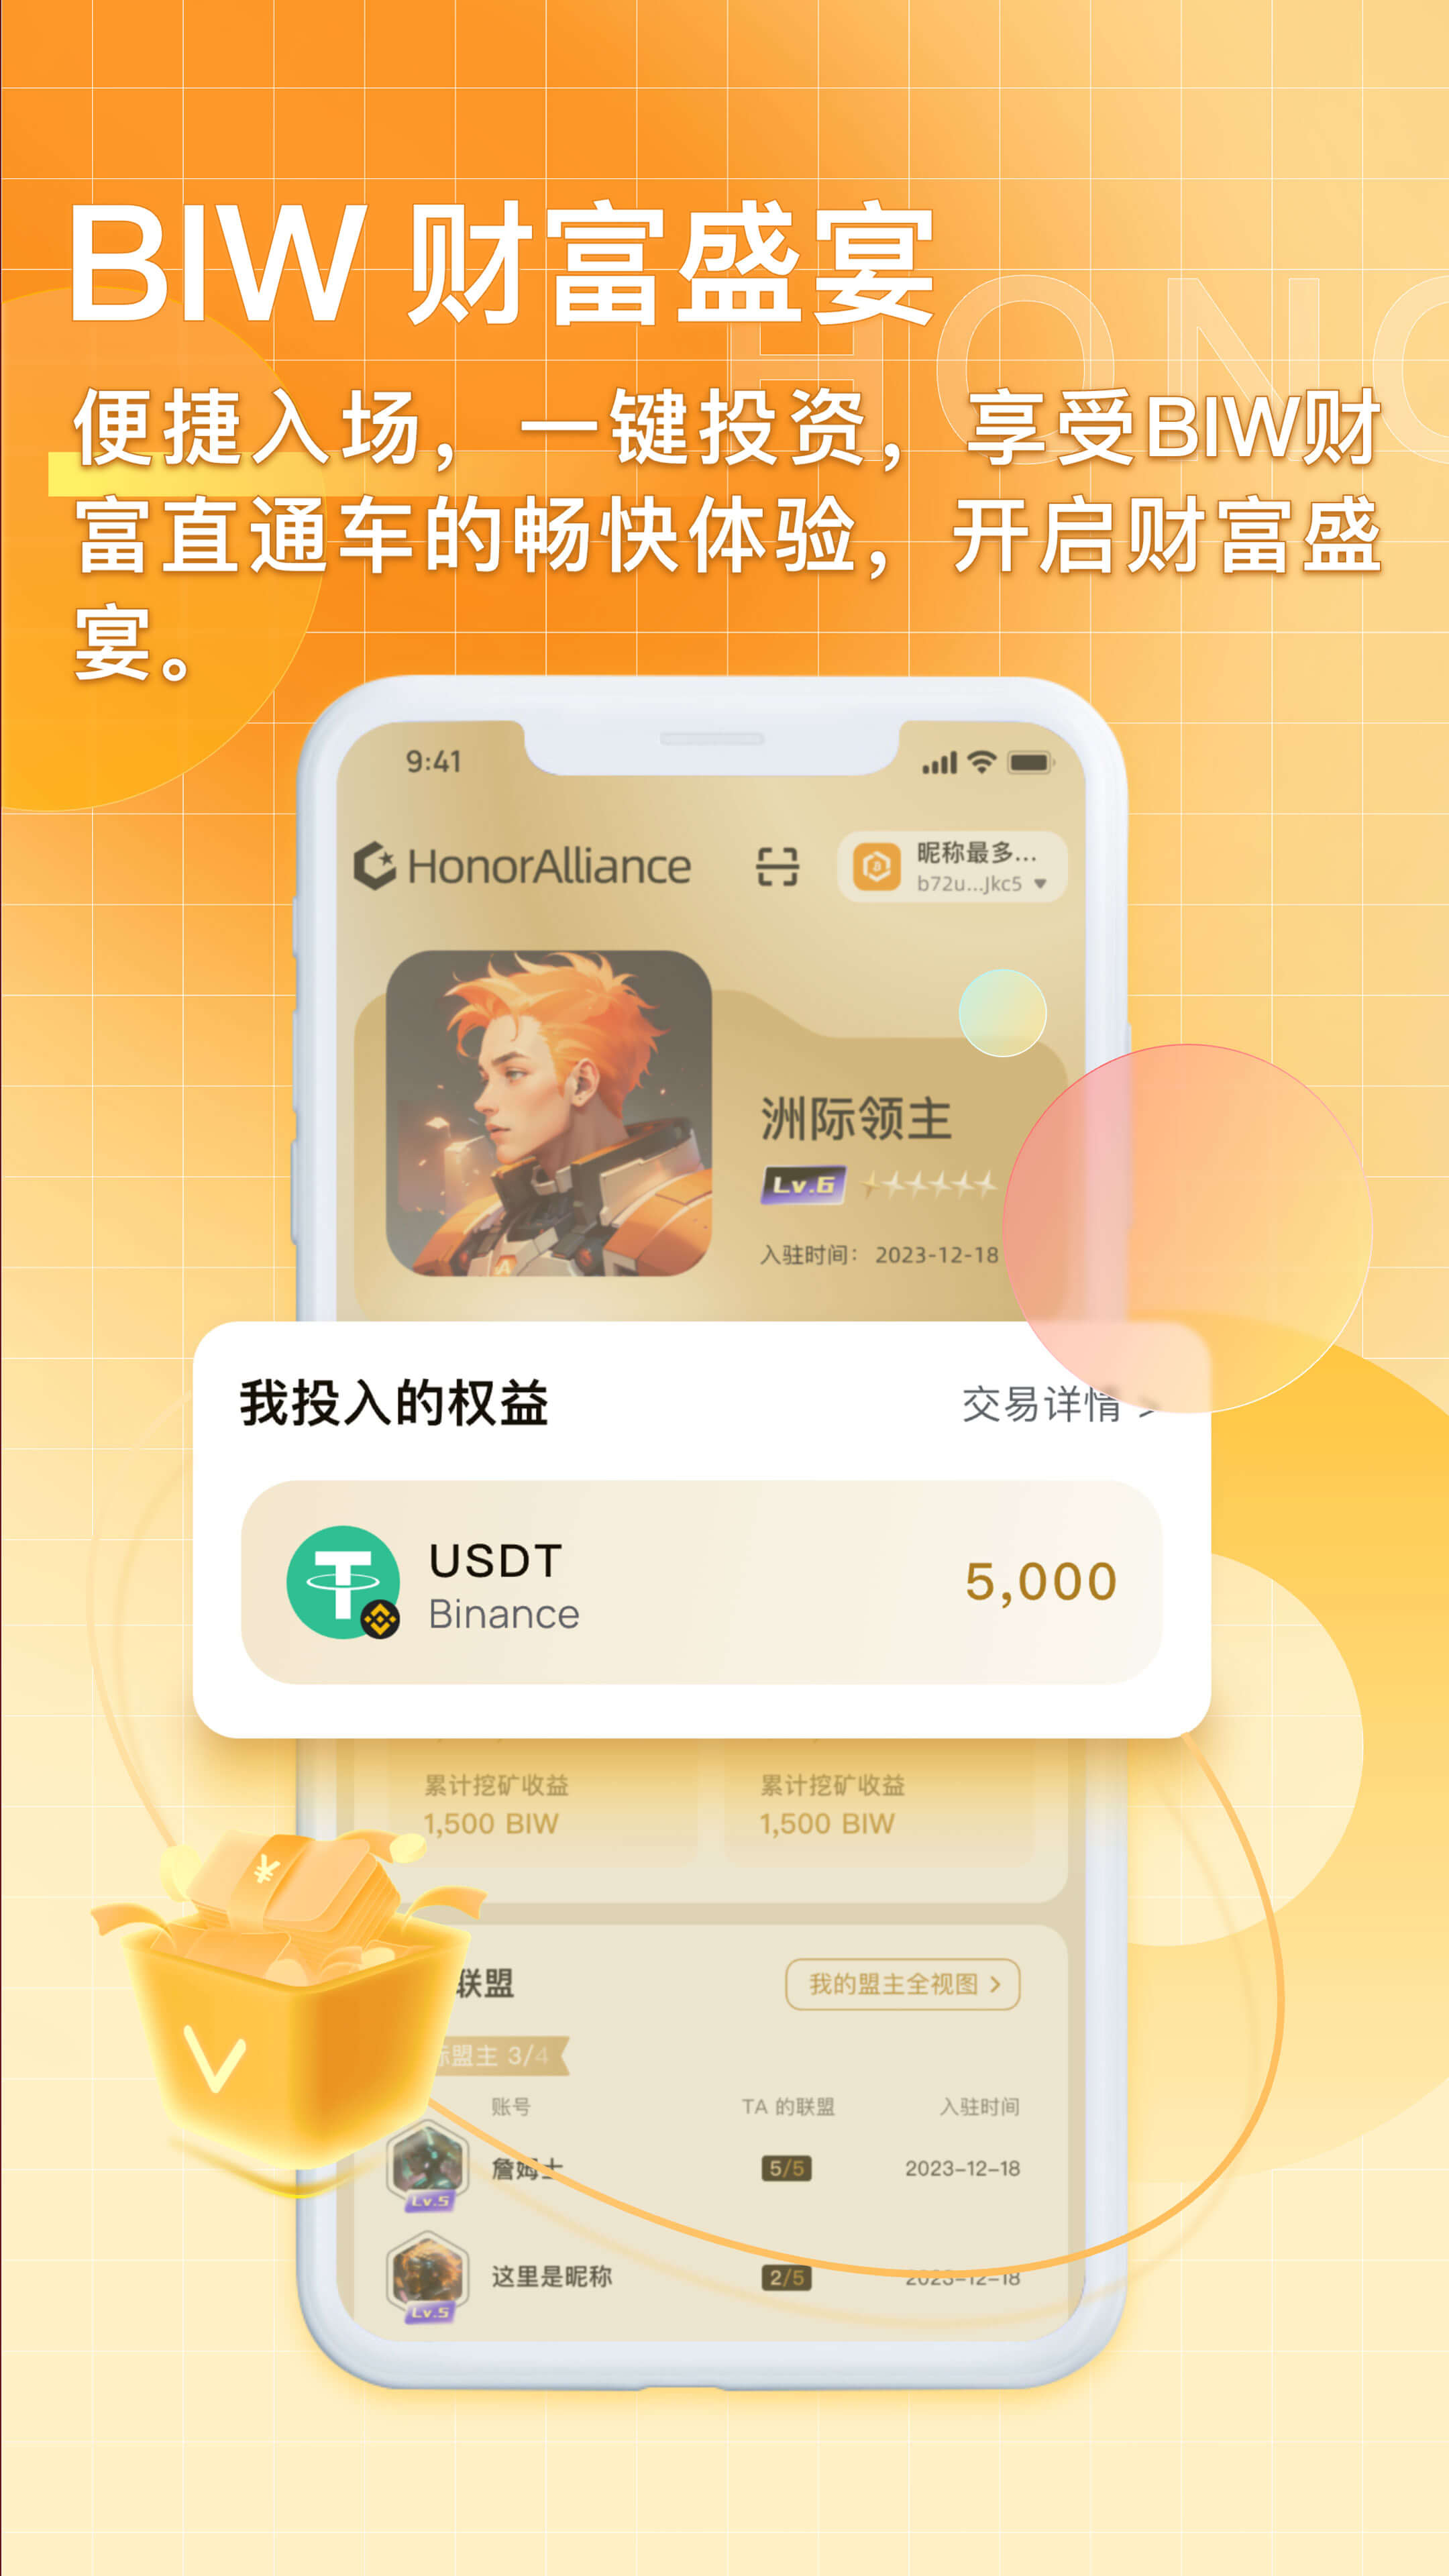 BIW 财富盛宴
HONO
便捷入场，一键投资，享受BIW财
富直通车的畅快体验，开启财富盛
宴。
9:41
HonorAlliance
昵称最多...
b72u...Jkc5
洲际领主
Lv.6
入驻时间： 2023-12-18
我投入的权益
交易详情 >
USDT
5,000
Binance
累计挖矿收益
累计挖矿收益
1,500 BIW
1,500 BIW
¥
联盟
我的盟主全视图 >
际盟主 3/4
账号
TA 的联盟
入驻时间
詹姆士
5/5
2023-12-18
Lv.5
这里是昵称
2/5
2023-12-18
Lv.5